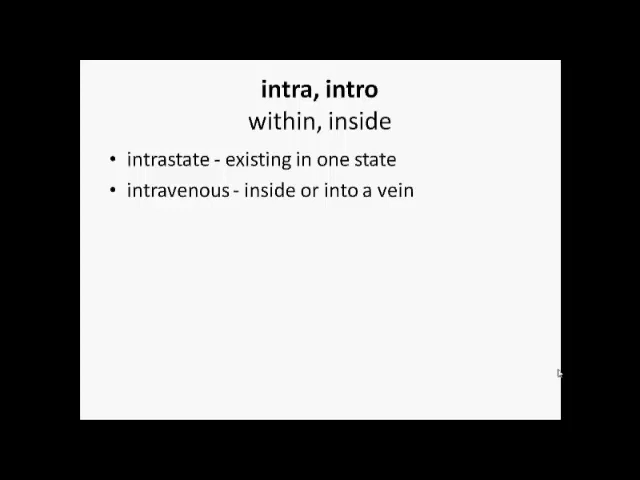 intra, intro
within, inside
• intrastate - existing in one state
• intravenous - inside or into a vein